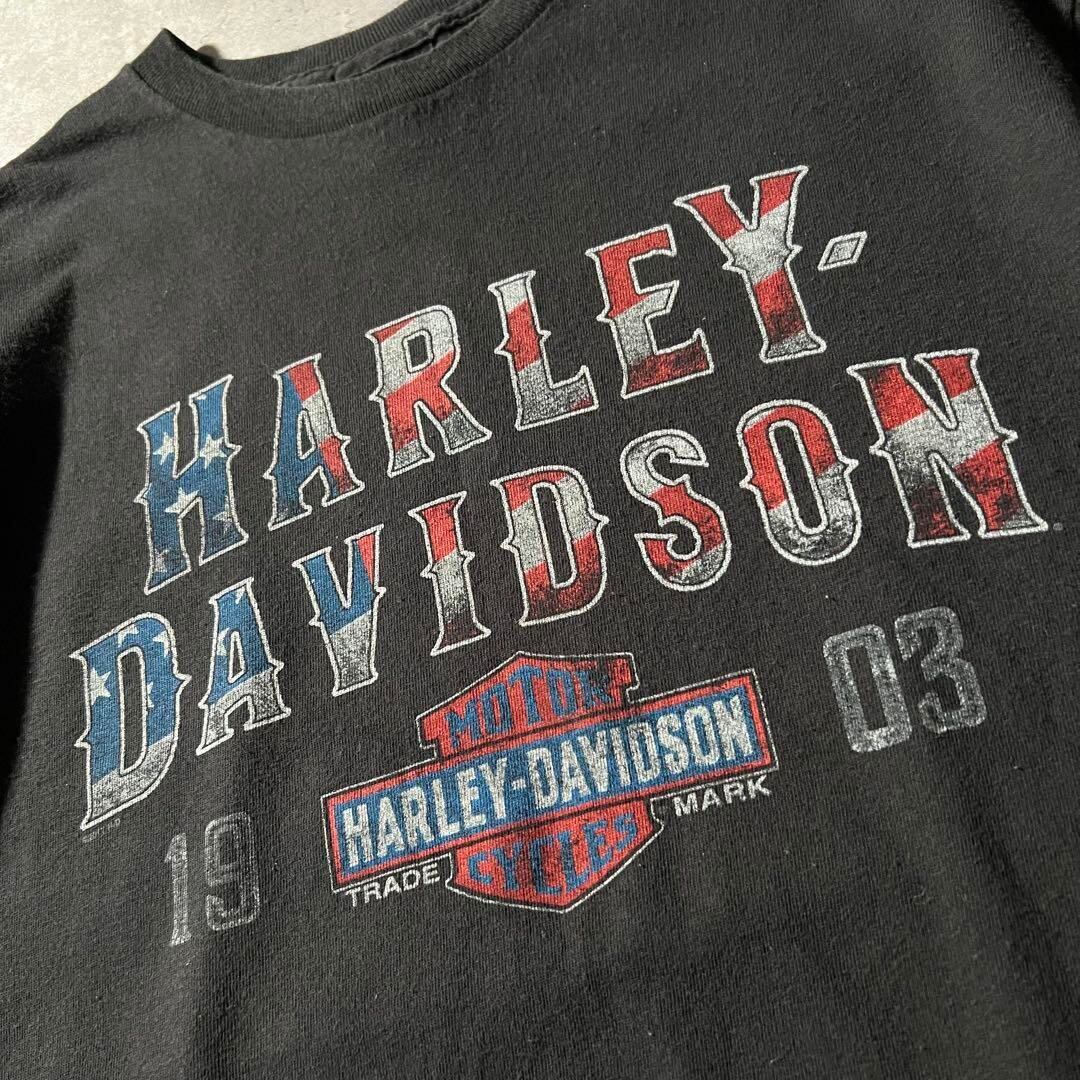 HARLEY-
DAVIDSON
19 03
MOTOR
HARLEY-DAVIDSON
CYCLES
TRADE MARK